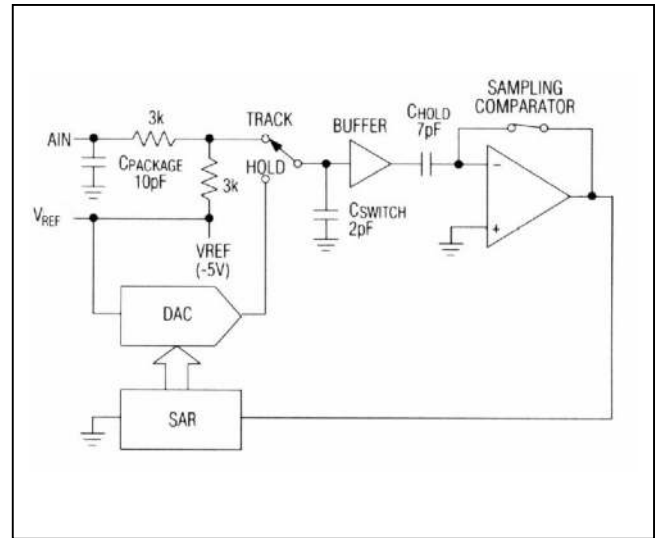 SAMPLING
COMPARATOR
CHOLD
7pF
3k
TRACK
BUFFER
AIN
CPACKAGE
10pF
HOLD
3k
CSWITCH
2pF
VREF
VREF
(-5V)
DAC
SAR
−
+